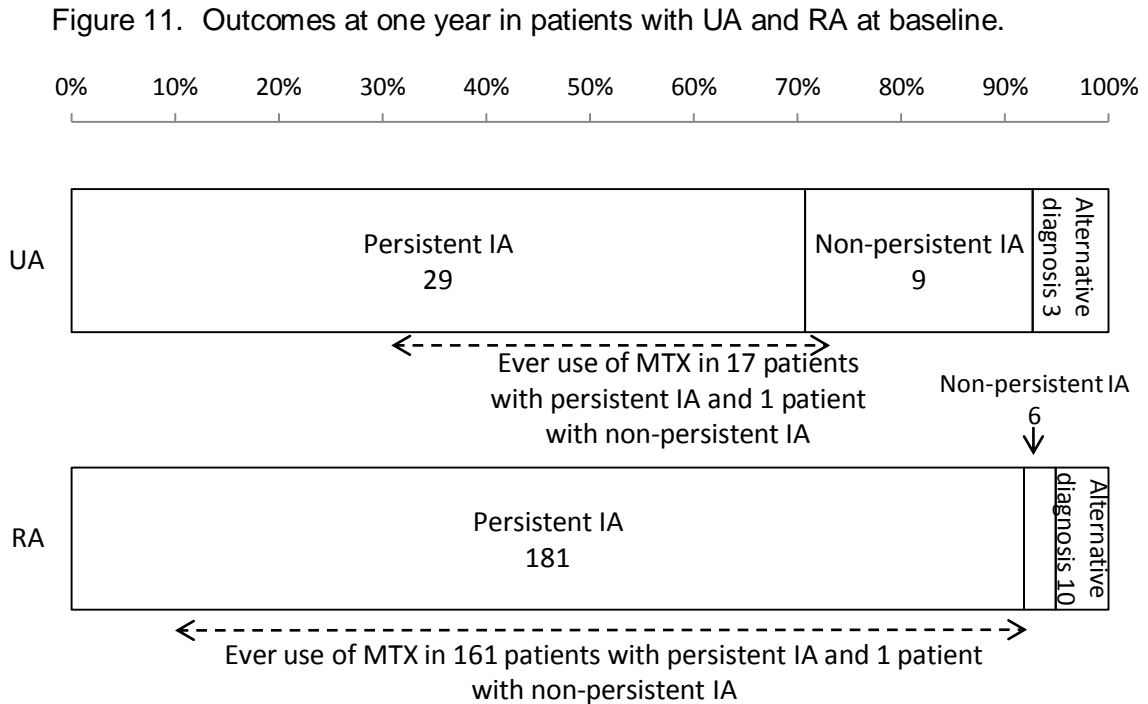 Figure 11. Outcomes at one year in patients with UA and RA at baseline.
0% 10% 20% 30% 40% 50% 60% 70% 80% 90% 100%
UA
Persistent IA
29
Non-persistent IA
9
Alternative
diagnosis 3
Ever use of MTX in 17 patients
with persistent IA and 1 patient
with non-persistent IA
Non-persistent IA
6
RA
Persistent IA
181
Alternative
diagnosis 10
Ever use of MTX in 161 patients with persistent IA and 1 patient
with non-persistent IA